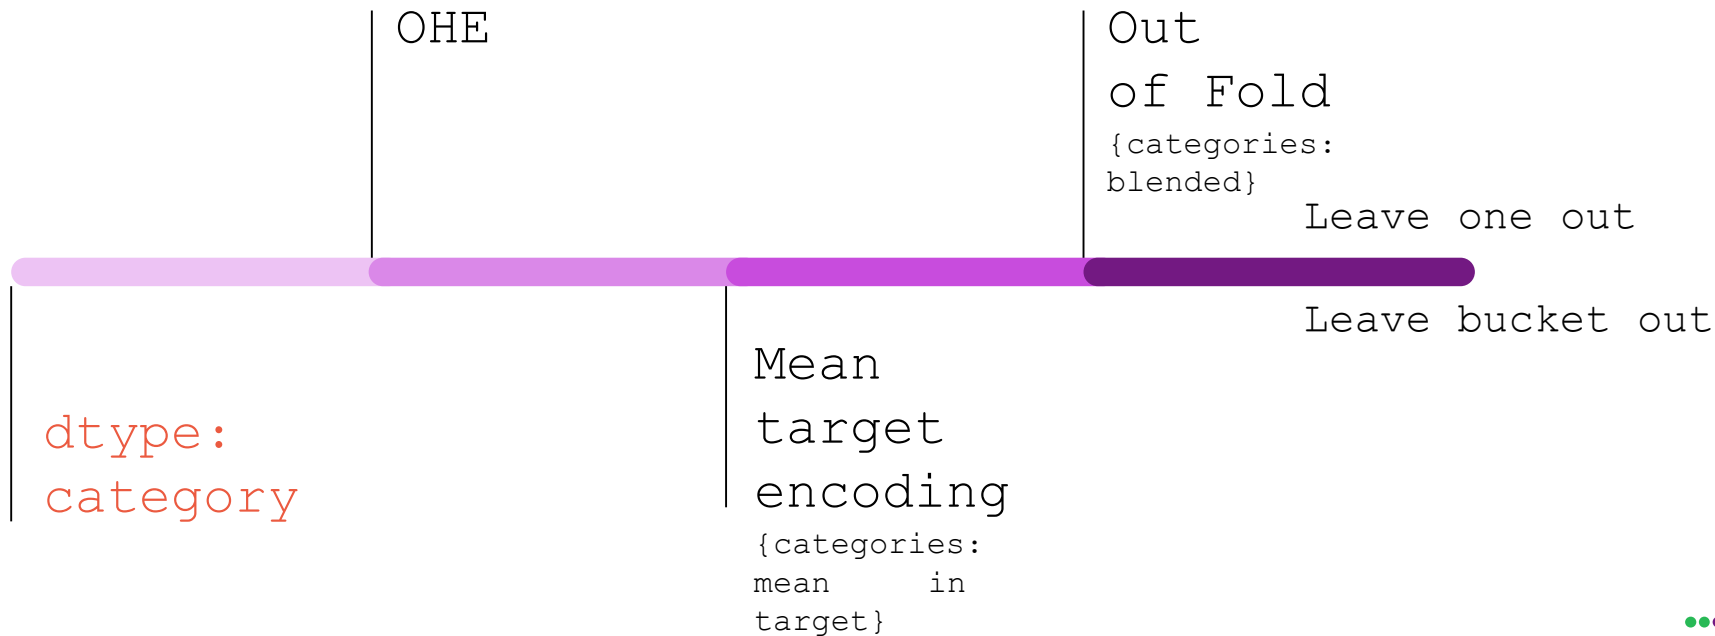 OHE
Out
of Fold
{categories:
blended}
Leave one out
Leave bucket out
dtype:
category
Mean
target
encoding
{categories:
mean in
target}